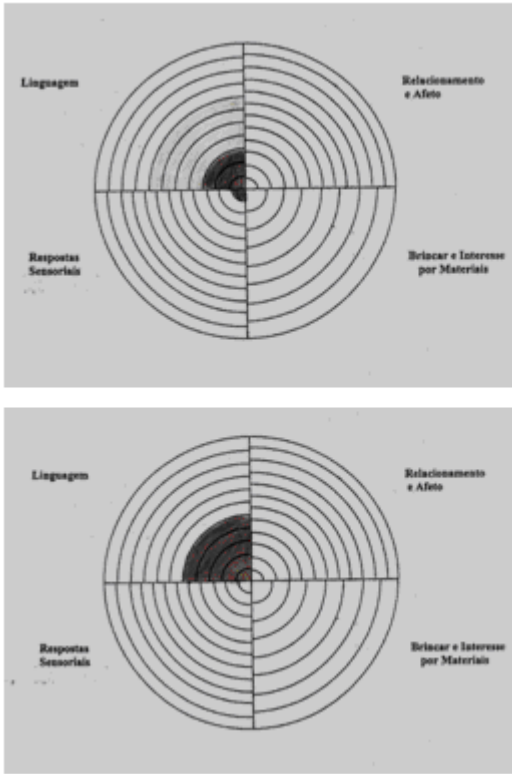 Linguagem
Relacionamento
e Afeto
Respostas
Sensoriais
Brincar e Interesse
por Materiais
Linguagem
Relacionamento
e Afeto
Respostas
Sensoriais
Brincar e Interesse
por Materiais